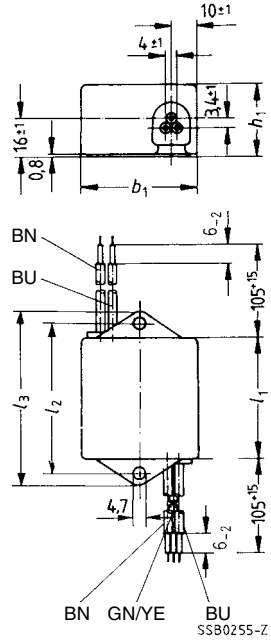 10±1
4±1
3,4±1
h₁
16±1
0,8
b₁
6₋₂
BN
BU
105⁺¹⁵
l₃
l₂
l₁
4,7
6₋₂
105⁺¹⁵
BN GN/YE BU
SSB0255-Z